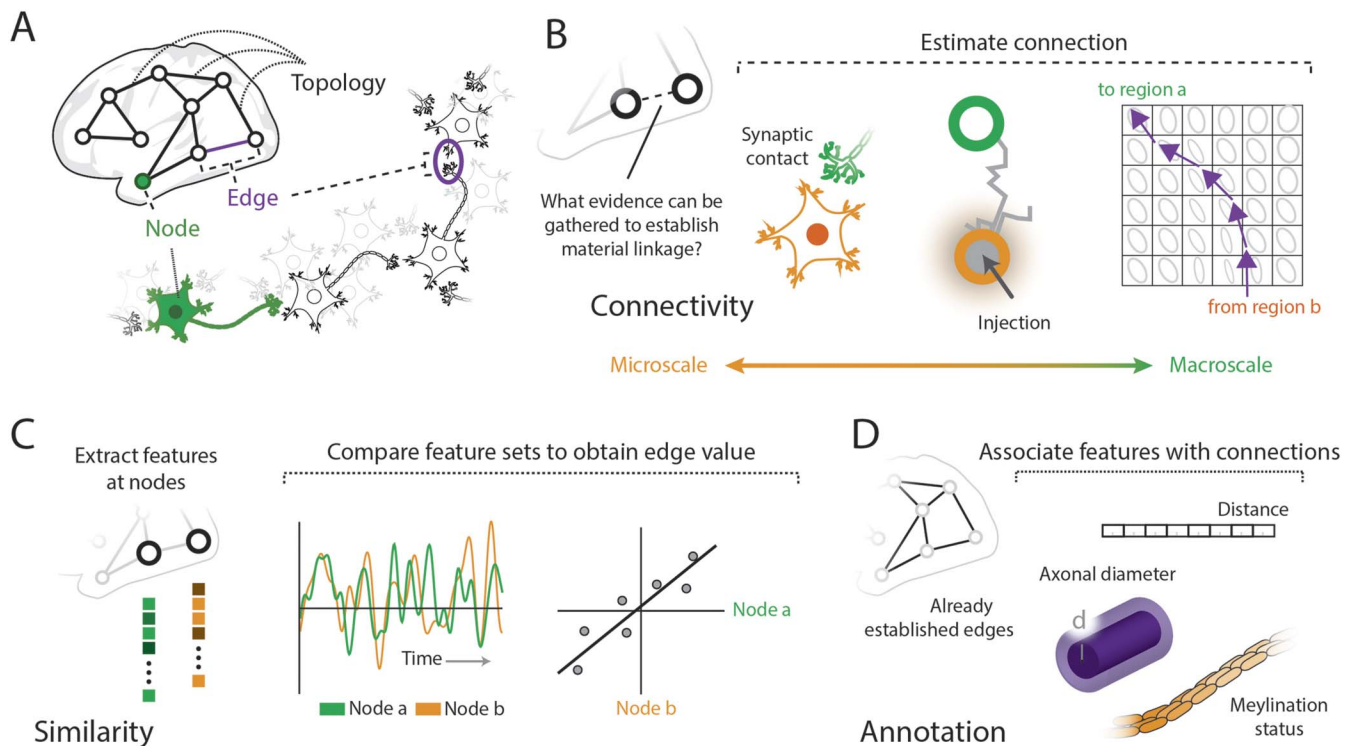 A
Topology
Edge
Node
B
Estimate connection
What evidence can be
gathered to establish
material linkage?
Synaptic
contact
Injection
to region a
from region b
Connectivity
Microscale
Macroscale
C
Extract features
at nodes
Compare feature sets to obtain edge value
Time
Node a
Node b
Node a
Node b
Similarity
D
Associate features with connections
Already
established edges
Distance
Axonal diameter
d
Meylination
status
Annotation